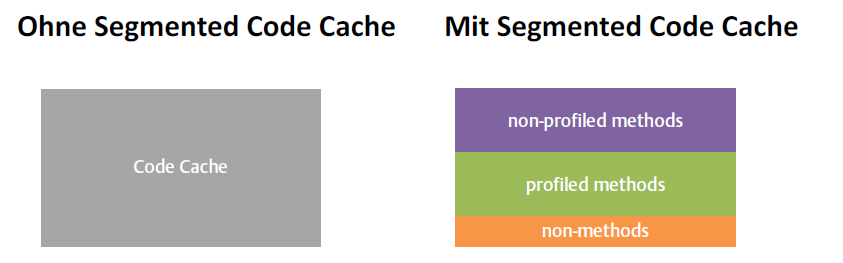 Ohne Segmented Code Cache
Mit Segmented Code Cache
Code Cache
non-profiled methods
profiled methods
non-methods